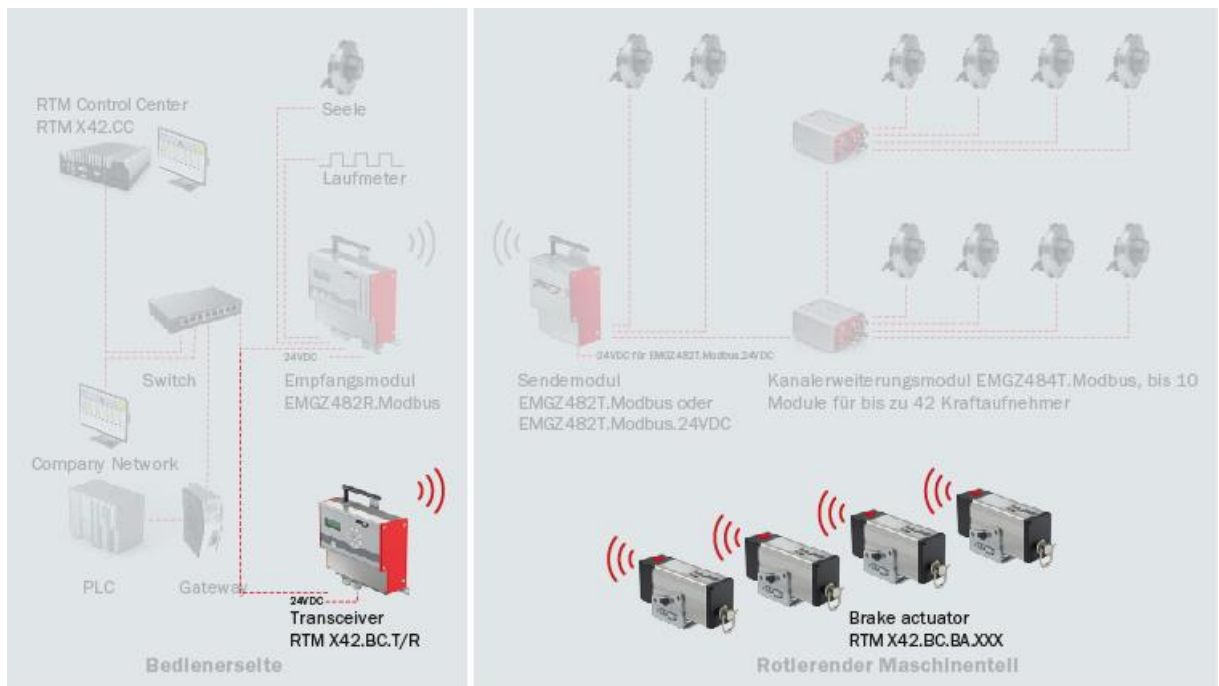 RTM Control Center
RTM X42.CC
Seele
Laufmeter
24VDC
Switch
Empfangsmodul
EMGZ482R.Modbus
Company Network
PLC
Gateway
24VDC
Transceiver
RTM X42.BC.T/R
Bedienerseite
24VDC für EMGZ482T.Modbus.24VDC
Sendemodul
EMGZ482T.Modbus oder
EMGZ482T.Modbus.24VDC
Kanalerweiterungsmodul EMGZ484T.Modbus, bis 10
Module für bis zu 42 Kraftaufnehmer
Brake actuator
RTM X42.BC.BA.XXX
Rotierender Maschinenteil